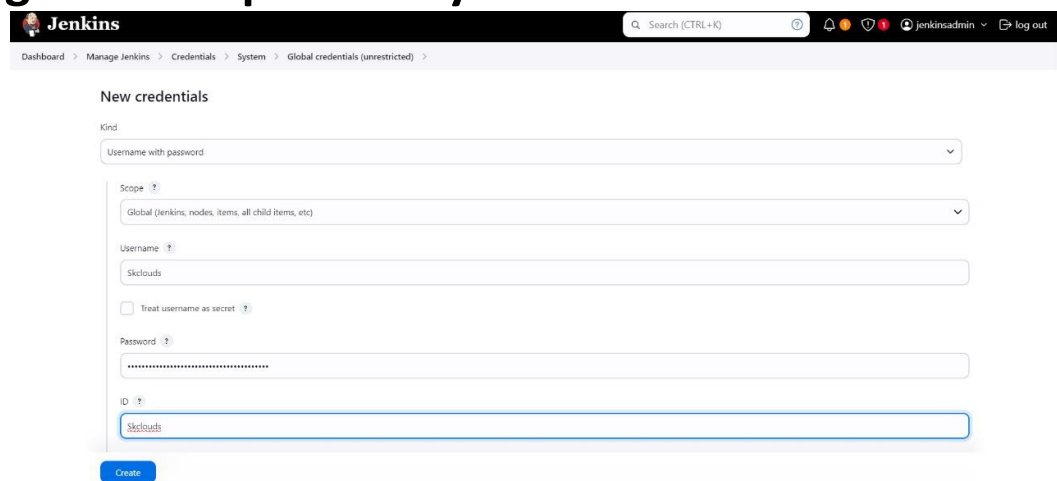 Jenkins Search (CTRL+K) ? 1 1 jenkinsadmin log out
Dashboard > Manage Jenkins > Credentials > System > Global credentials (unrestricted) >
New credentials
Kind
Username with password
Scope ?
Global (Jenkins, nodes, items, all child items, etc)
Username ?
Skclouds
Treat username as secret ?
Password ?
••••••••••••••••••••••••••••••••••••••••
ID ?
Skclouds
Create